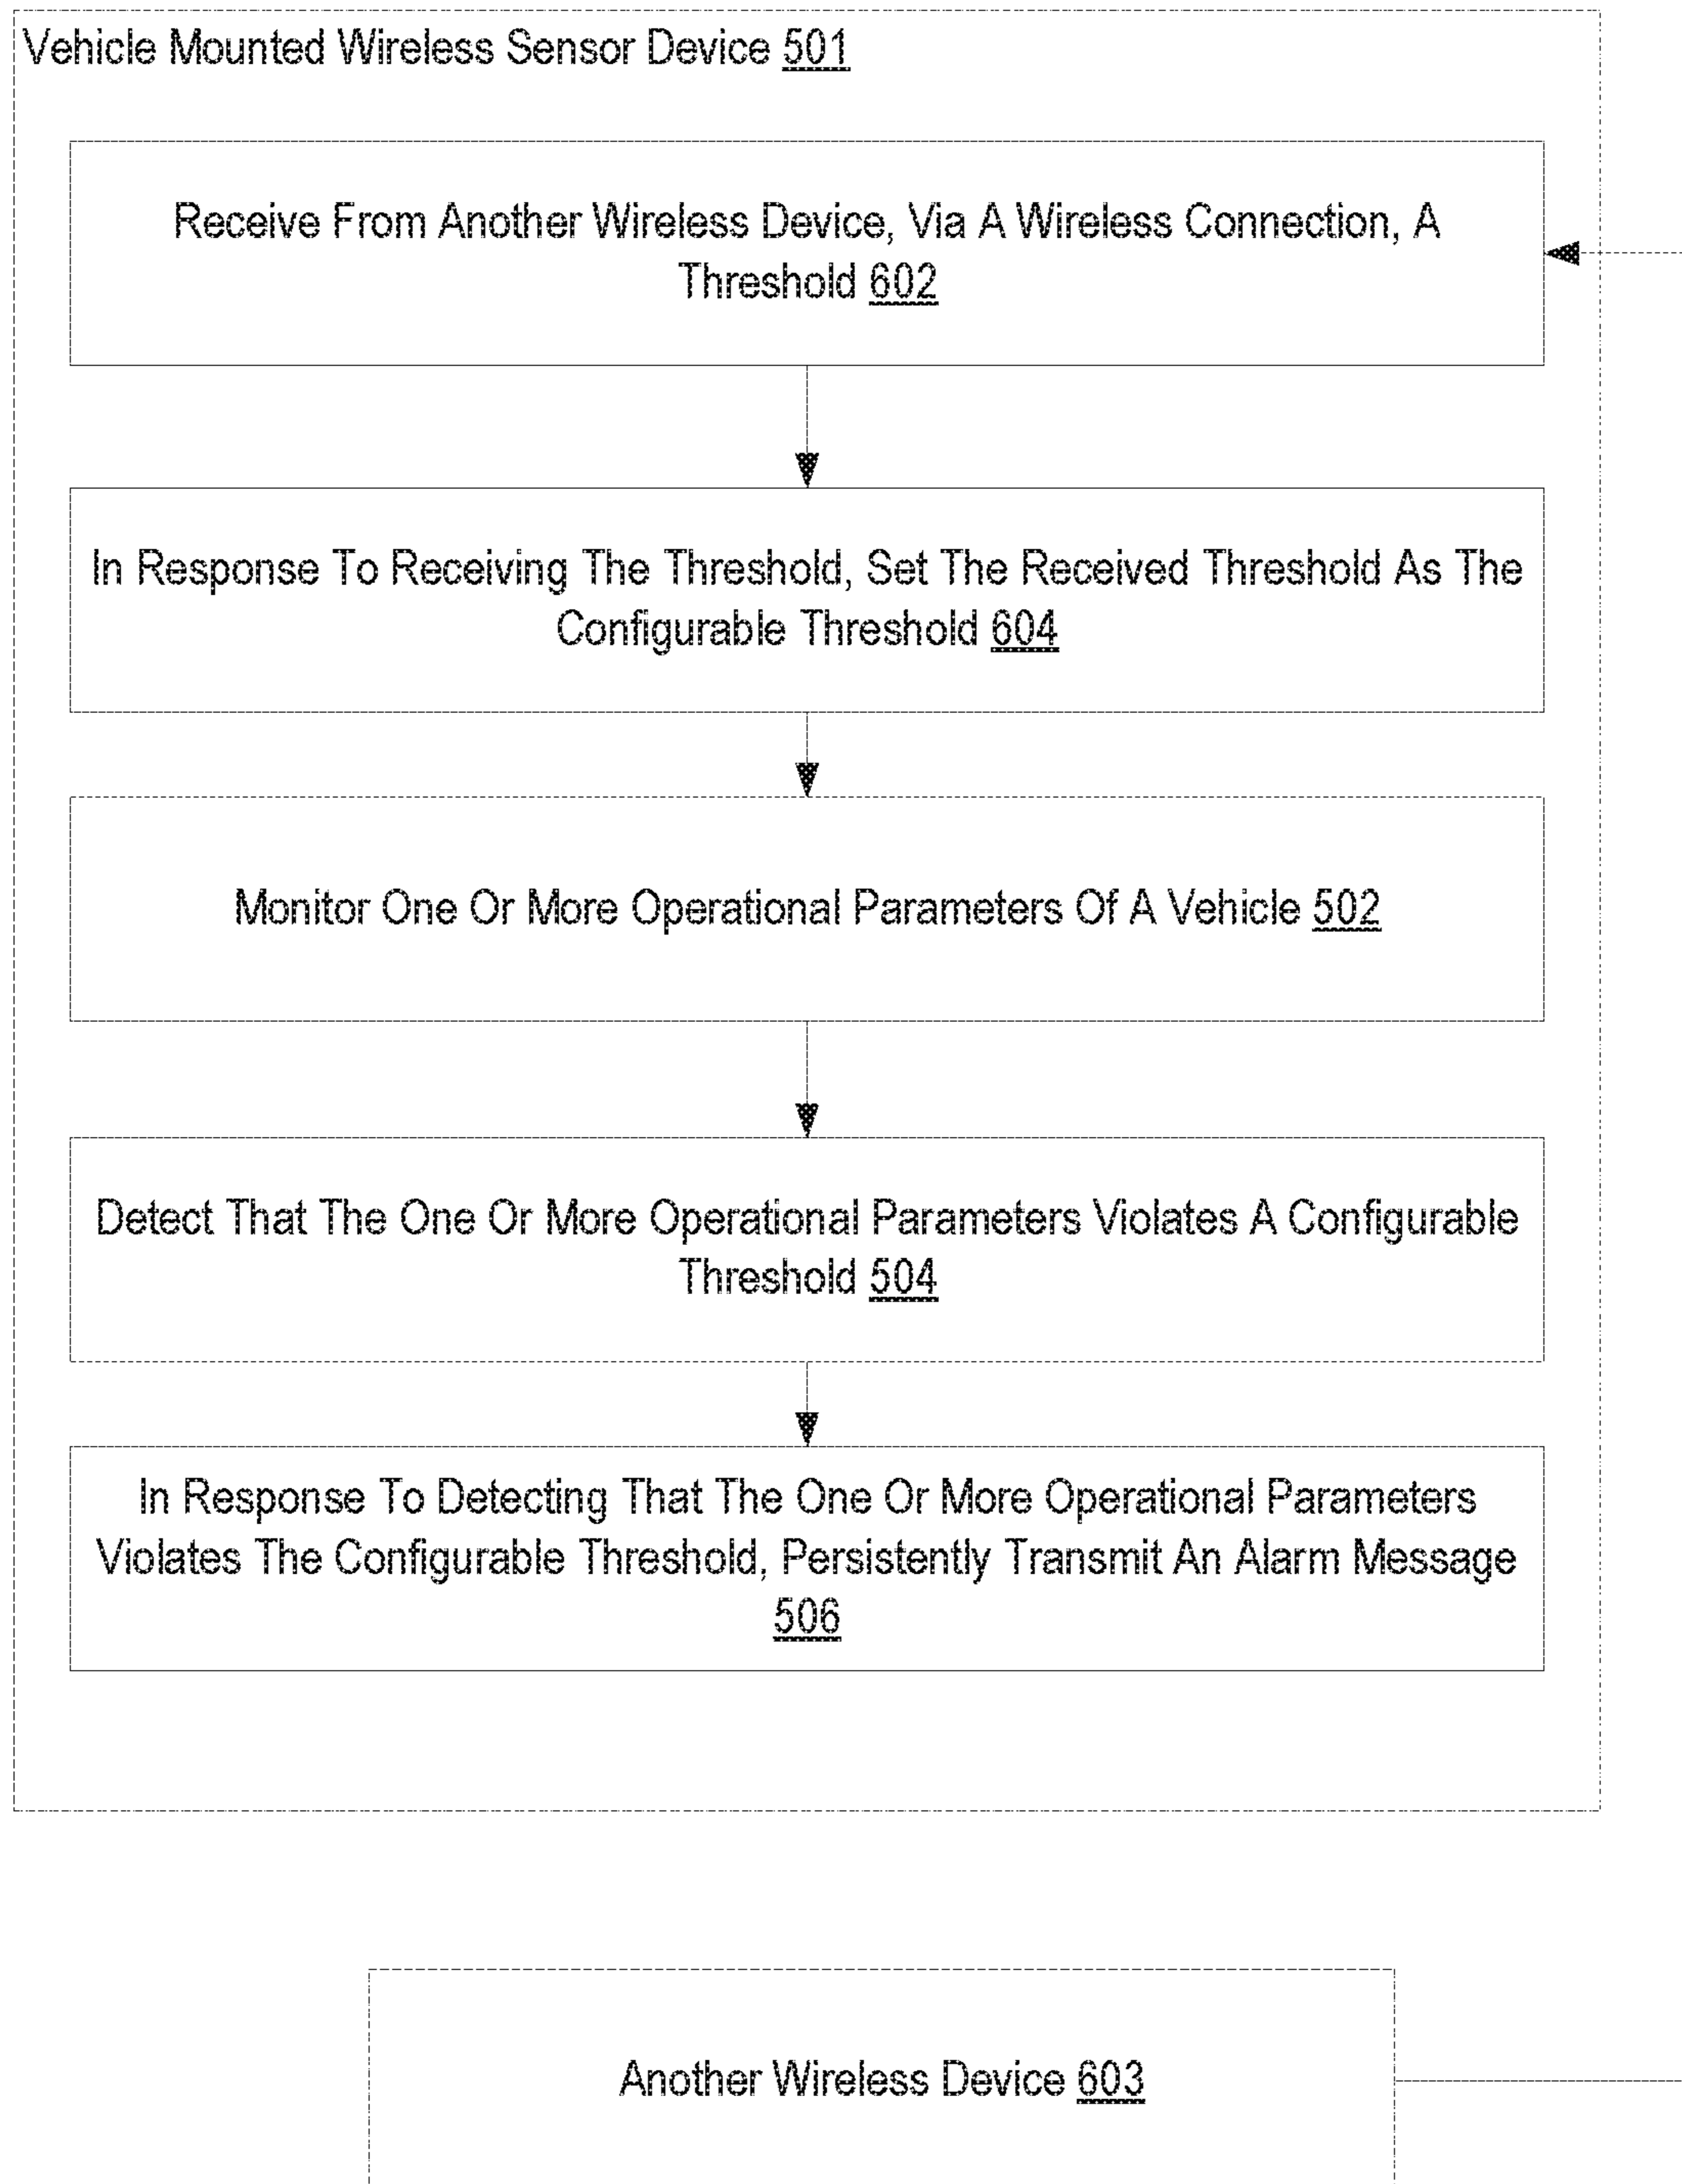 Vehicle Mounted Wireless Sensor Device 501
Receive From Another Wireless Device, Via A Wireless Connection, A
Threshold 602
In Response To Receiving The Threshold, Set The Received Threshold As The
Configurable Threshold 604
Monitor One Or More Operational Parameters Of A Vehicle 502
Detect That The One Or More Operational Parameters Violates A Configurable
Threshold 504
In Response To Detecting That The One Or More Operational Parameters
Violates The Configurable Threshold, Persistently Transmit An Alarm Message
506
Another Wireless Device 603